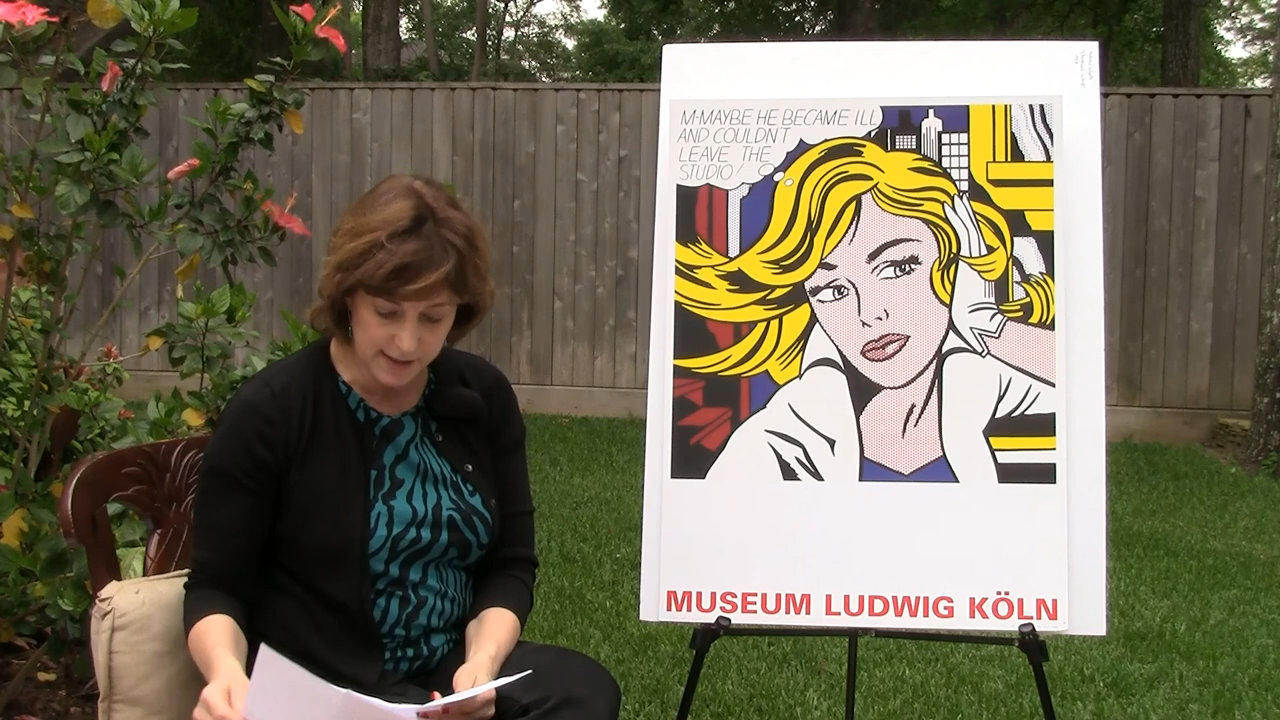 M-MAYBE HE BECAME ILL
AND COULDN'T
LEAVE THE
STUDIO!
MUSEUM LUDWIG KÖLN